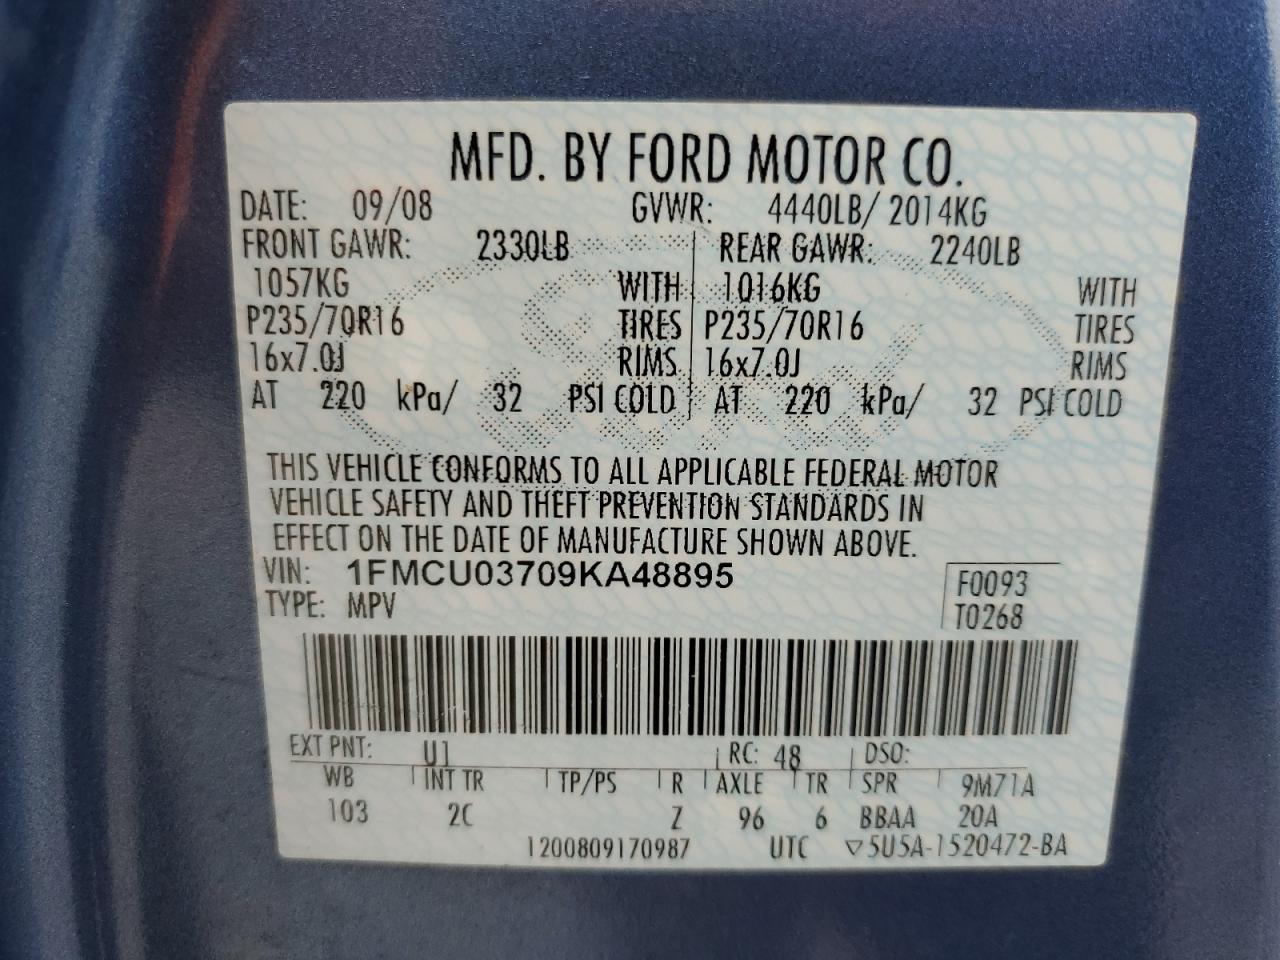 MFD. BY FORD MOTOR CO.
DATE: 09/08 GVWR: 4440LB/ 2014KG
FRONT GAWR: 2330LB REAR GAWR: 2240LB
1057KG WITH 1016KG WITH
P235/70R16 TIRES P235/70R16 TIRES
16x7.0J RIMS 16x7.0J RIMS
AT 220 kPa/ 32 PSI COLD AT 220 kPa/ 32 PSI COLD
THIS VEHICLE CONFORMS TO ALL APPLICABLE FEDERAL MOTOR
VEHICLE SAFETY AND THEFT PREVENTION STANDARDS IN
EFFECT ON THE DATE OF MANUFACTURE SHOWN ABOVE.
VIN: 1FMCU03709KA48895 F0093
TYPE: MPV T0268
EXT PNT: U1 RC: 48 DSO:
WB INT TR TP/PS R AXLE TR SPR 9M71A
103 2C Z 96 6 BBAA 20A
1200809170987 UTC ▽5U5A-1520472-BA